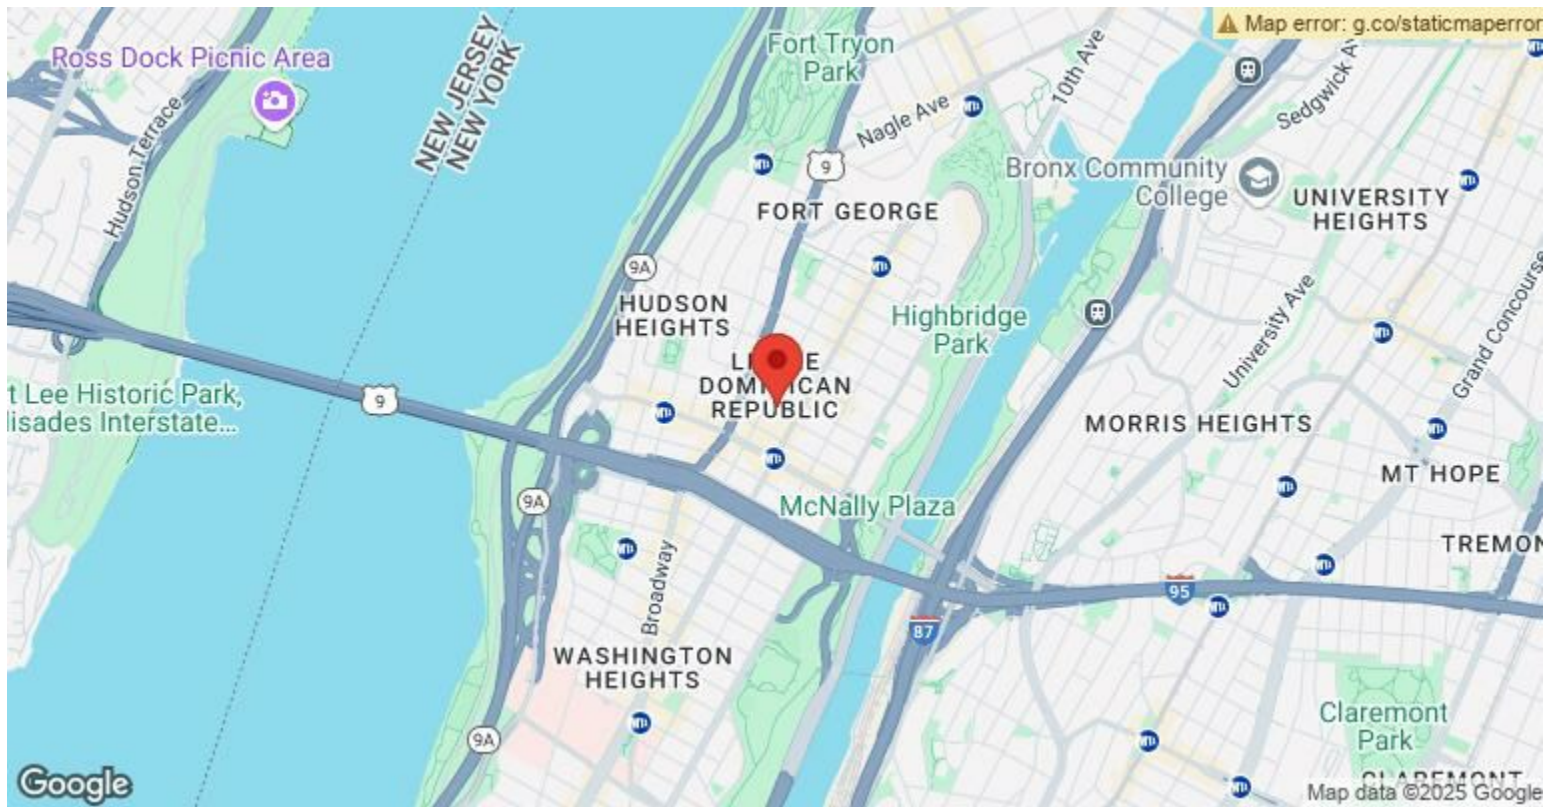 Map error: g.co/staticmaperror
Ross Dock Picnic Area
NEW JERSEY
NEW YORK
Fort Tryon
Park
10th Ave
Sedgwick
Nagle Ave
Hudson Terrace
9
Bronx Community
College
UNIVERSITY
HEIGHTS
FORT GEORGE
9A
HUDSON
HEIGHTS
Highbridge
Park
University Ave
Grand Concourse
DOMINICAN
REPUBLIC
9
t Lee Historic Park,
lisades Interstate...
MORRIS HEIGHTS
MT HOPE
9A
McNally Plaza
Broadway
TREMON
95
87
WASHINGTON
HEIGHTS
Claremont
Park
9A
CLAREMONT
Google
Map data ©2025 Google